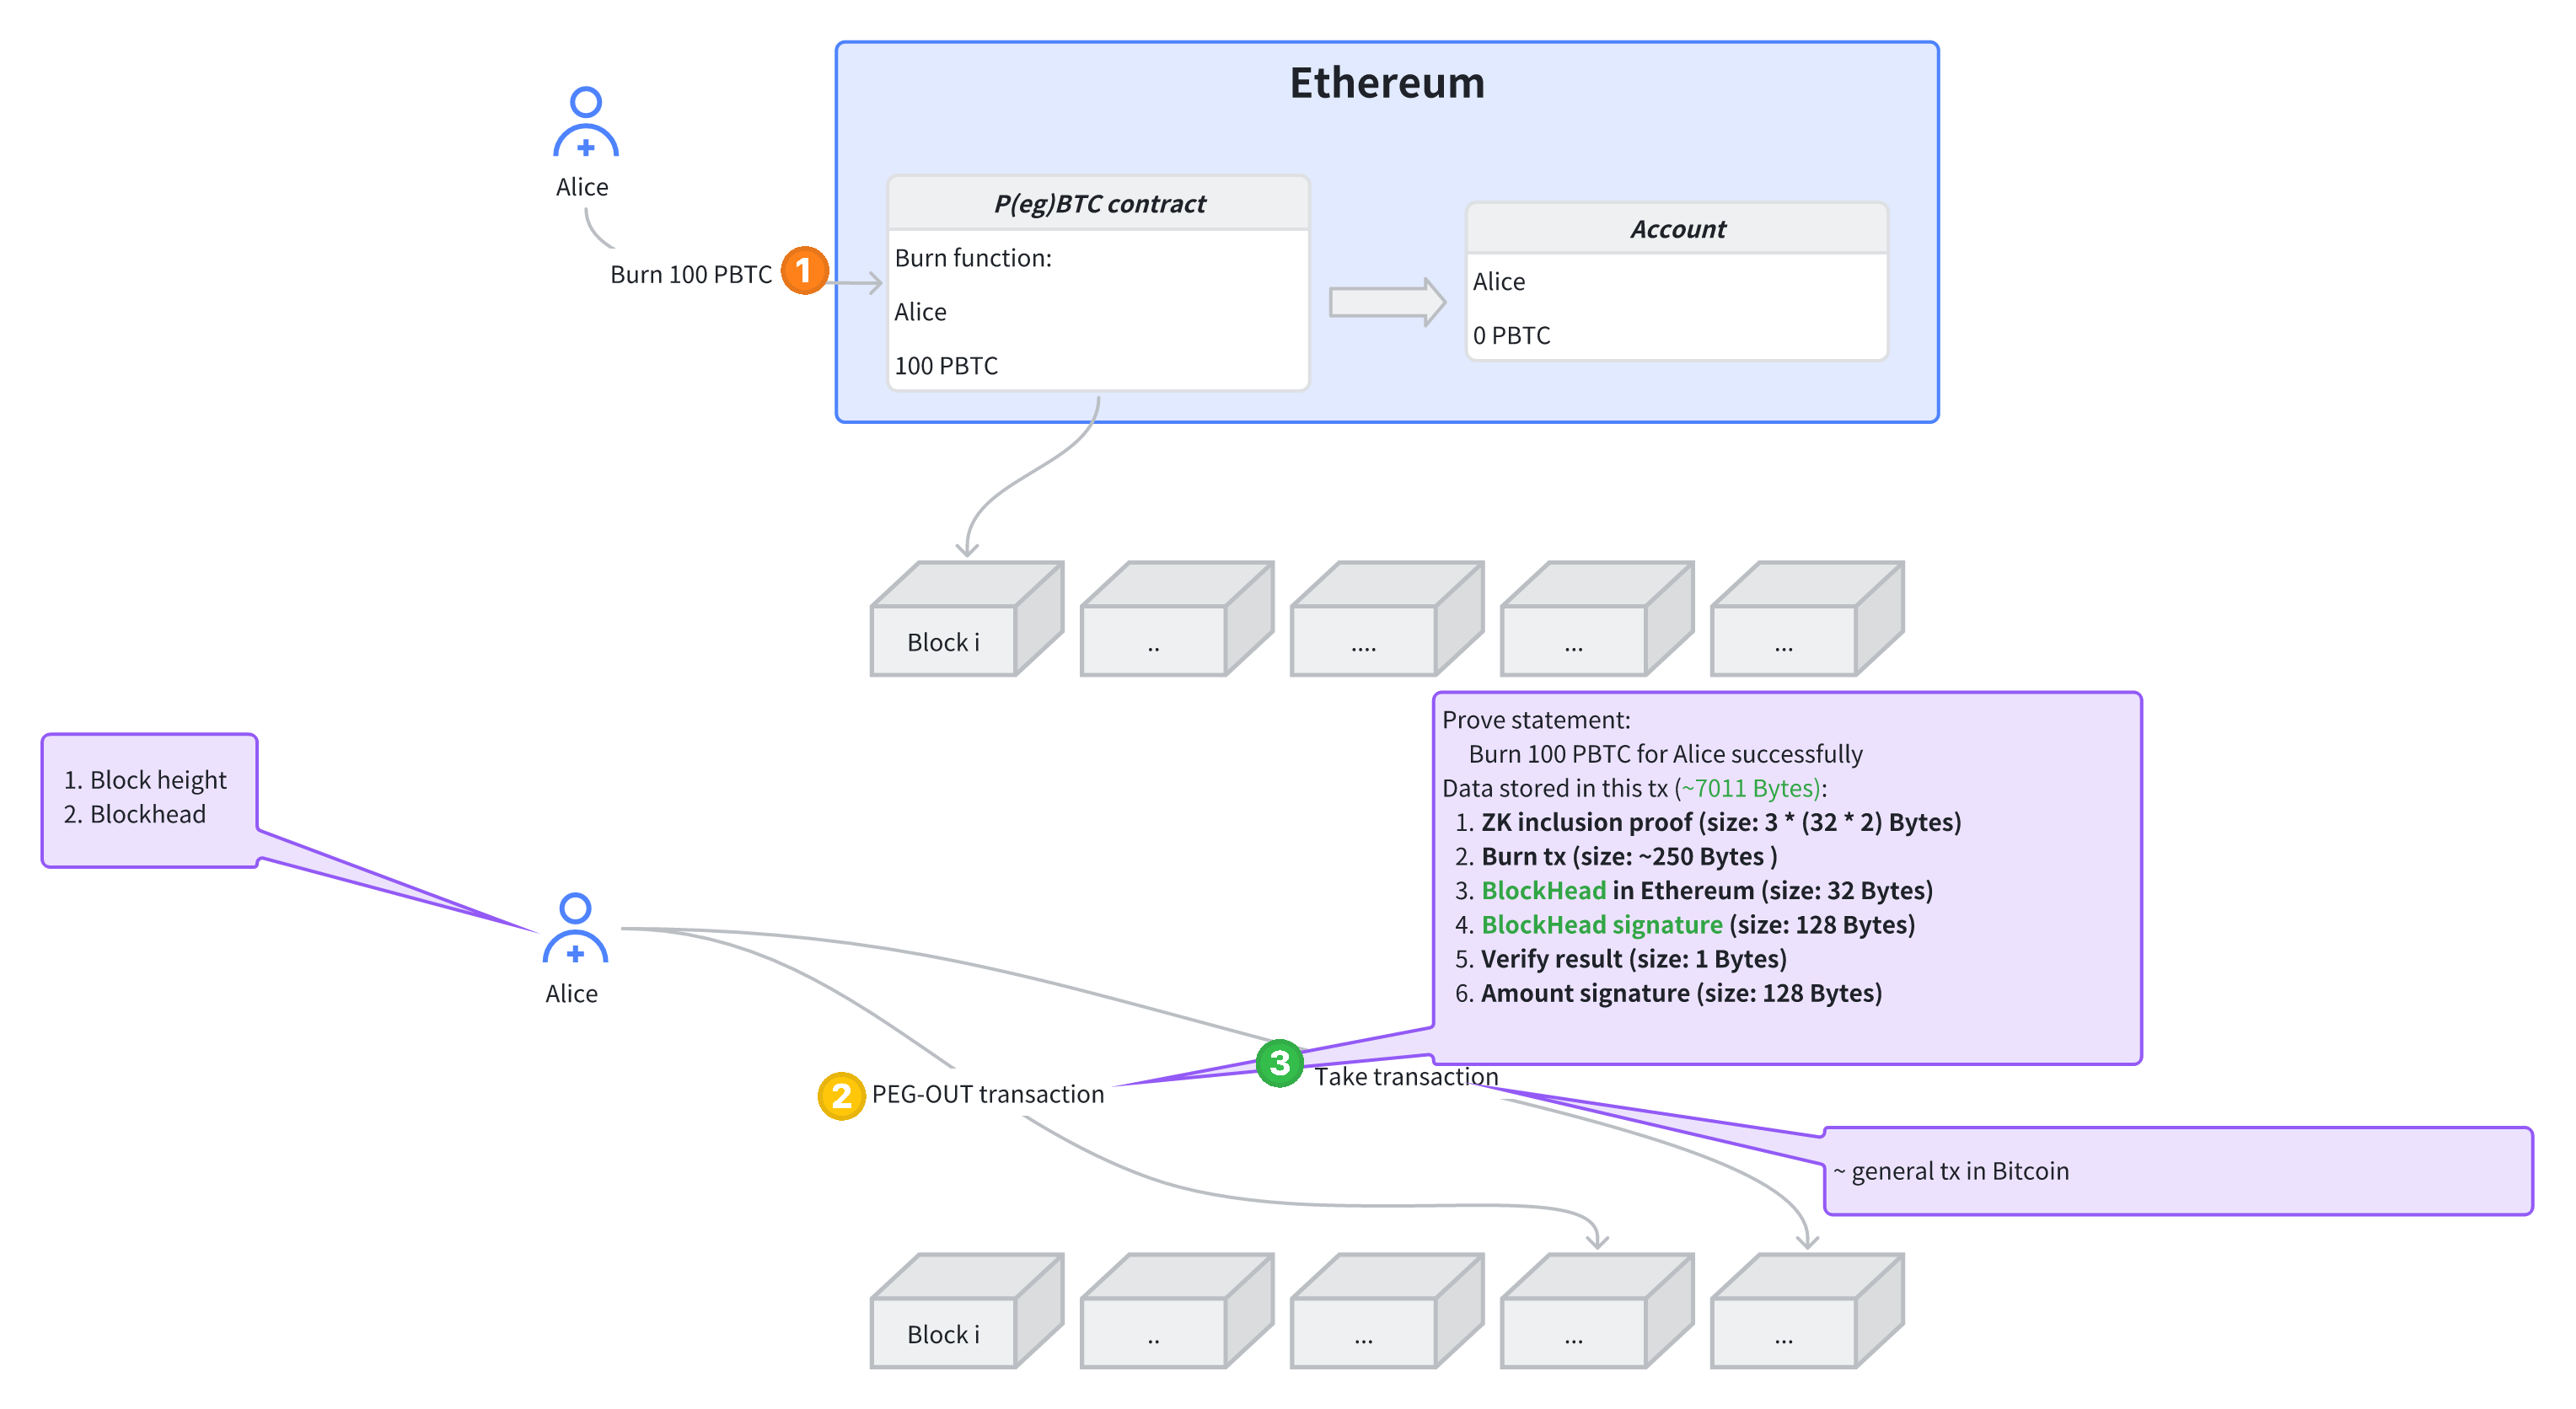 Ethereum
Alice
Burn 100 PBTC
1
P(eg)BTC contract
Burn function:
Alice
100 PBTC
Account
Alice
0 PBTC
Block i
..
....
...
...
1. Block height
2. Blockhead
Alice
Prove statement:
Burn 100 PBTC for Alice successfully
Data stored in this tx (~7011 Bytes):
1. ZK inclusion proof (size: 3 * (32 * 2) Bytes)
2. Burn tx (size: ~250 Bytes )
3. BlockHead in Ethereum (size: 32 Bytes)
4. BlockHead signature (size: 128 Bytes)
5. Verify result (size: 1 Bytes)
6. Amount signature (size: 128 Bytes)
2
PEG-OUT transaction
3
Take transaction
~ general tx in Bitcoin
Block i
..
...
...
...